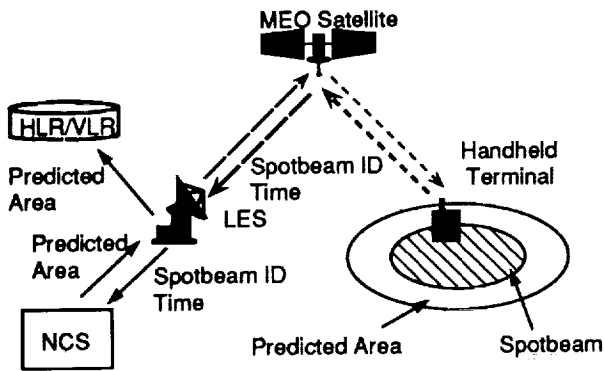 MEO Satellite
HLR/VLR
Predicted
Area
Spotbeam ID
Time
Handheld
Terminal
LES
Predicted
Area
Spotbeam ID
Time
NCS
Predicted Area
Spotbeam